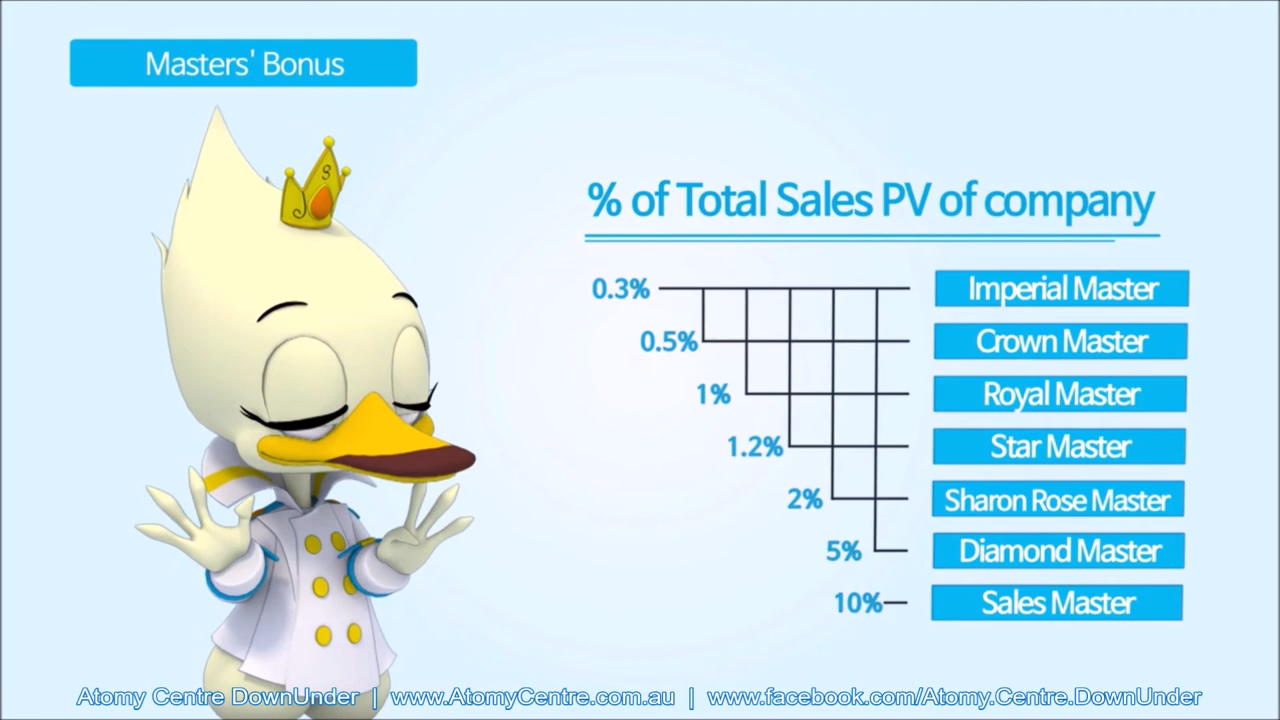 Masters' Bonus
% of Total Sales PV of company
0.3% Imperial Master
0.5% Crown Master
1% Royal Master
1.2% Star Master
2% Sharon Rose Master
5% Diamond Master
10% Sales Master
Atomy Centre DownUnder | www.AtomyCentre.com.au | www.facebook.com/Atomy.Centre.DownUnder